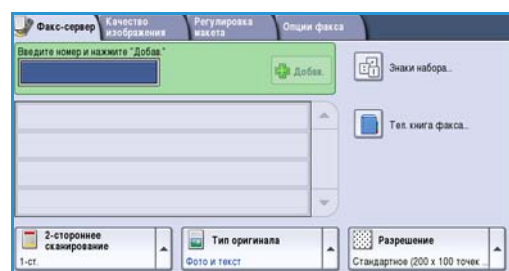 Факс-сервер
Качество
изображения
Регулировка
макета
Опции факса
Введите номер и нажмите "Добав."
Добав.
Знаки набора...
Тел. книга факса...
2-стороннее
сканирование
1-ст.
Тип оригинала
Фото и текст
Разрешение
Стандартное (200 x 100 точек ...